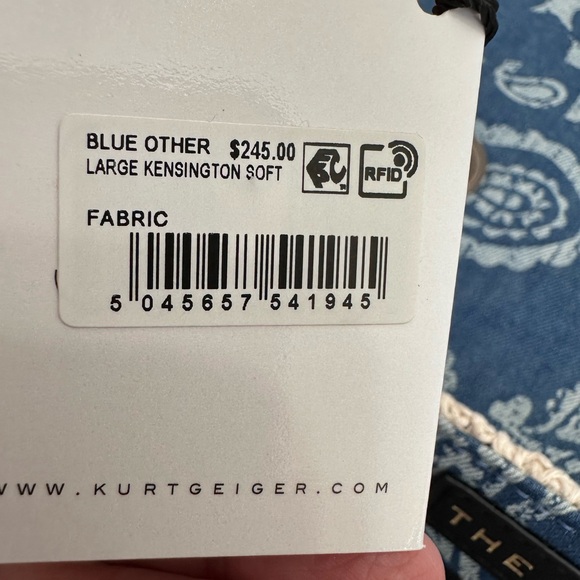 BLUE OTHER $245.00
LARGE KENSINGTON SOFT
RFID
FABRIC
5 045657 541945
WWW.KURTGEIGER.COM
THE